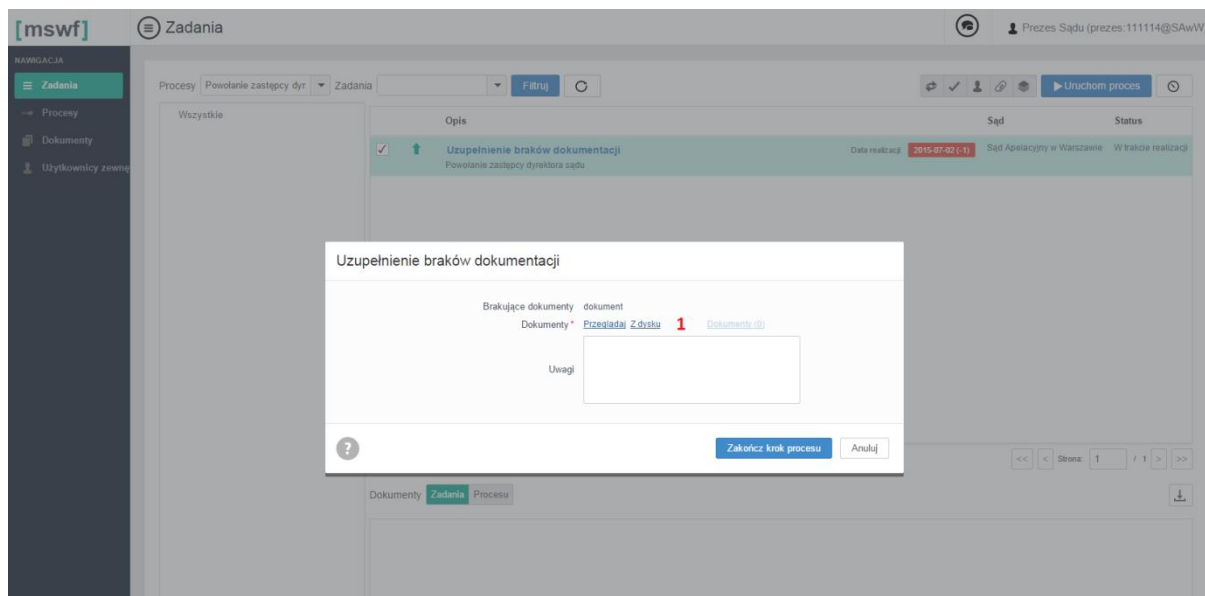 [mswf]
Zadania
Prezes Sądu (prezes:111114@SAwW
NAWIGACJA
Zadania
Procesy
Dokumenty
Użytkownicy zewnę
Procesy Powołanie zastępcy dyr Zadania Filtruj Uruchom proces
Wszystkie
Opis Sąd Status
Uzupełnienie braków dokumentacji Data realizacji 2015-07-02 (-1) Sąd Apelacyjny w Warszawie W trakcie realizacji
Powołanie zastępcy dyrektora sądu
Uzupełnienie braków dokumentacji
Brakujące dokumenty dokument
Dokumenty * Przeglądaj Z dysku 1 Dokumenty (0)
Uwagi
? Zakończ krok procesu Anuluj
<< < Strona: 1 / 1 > >>
Dokumenty Zadania Procesu